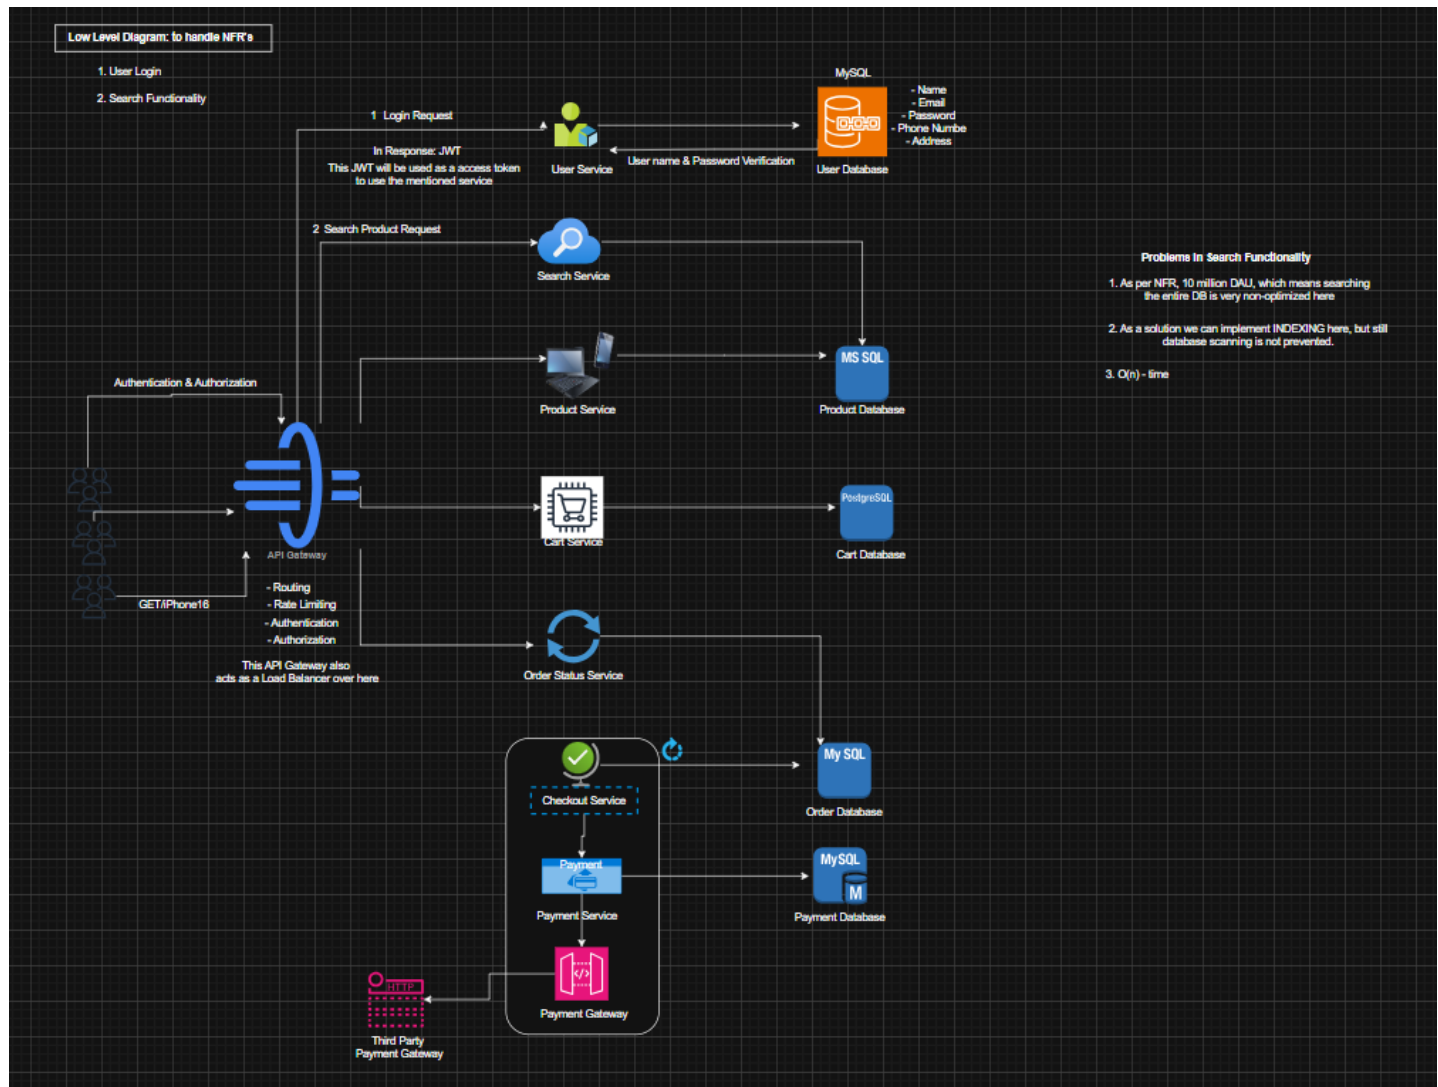 Low Level Diagram: to handle NFR's
1. User Login
2. Search Functionality
1 Login Request
In Response: JWT
This JWT will be used as a access token
to use the mentioned service
User Service
User name & Password Verification
MySQL
- Name
- Email
- Password
- Phone Numbe
- Address
User Database
2 Search Product Request
Search Service
Problems in Search Functionality
1. As per NFR, 10 million DAU, which means searching
the entire DB is very non-optimized here
2. As a solution we can implement INDEXING here, but still
database scanning is not prevented.
3. O(n) - time
Product Service
MS SQL
Product Database
Authentication & Authorization
API Gateway
GET/iPhone16
- Routing
- Rate Limiting
- Authentication
- Authorization
This API Gateway also
acts as a Load Balancer over here
Cart Service
PostgreSQL
Cart Database
Order Status Service
Checkout Service
My SQL
Order Database
Payment
Payment Service
My SQL
M
Payment Database
Payment Gateway
HTTP
Third Party
Payment Gateway